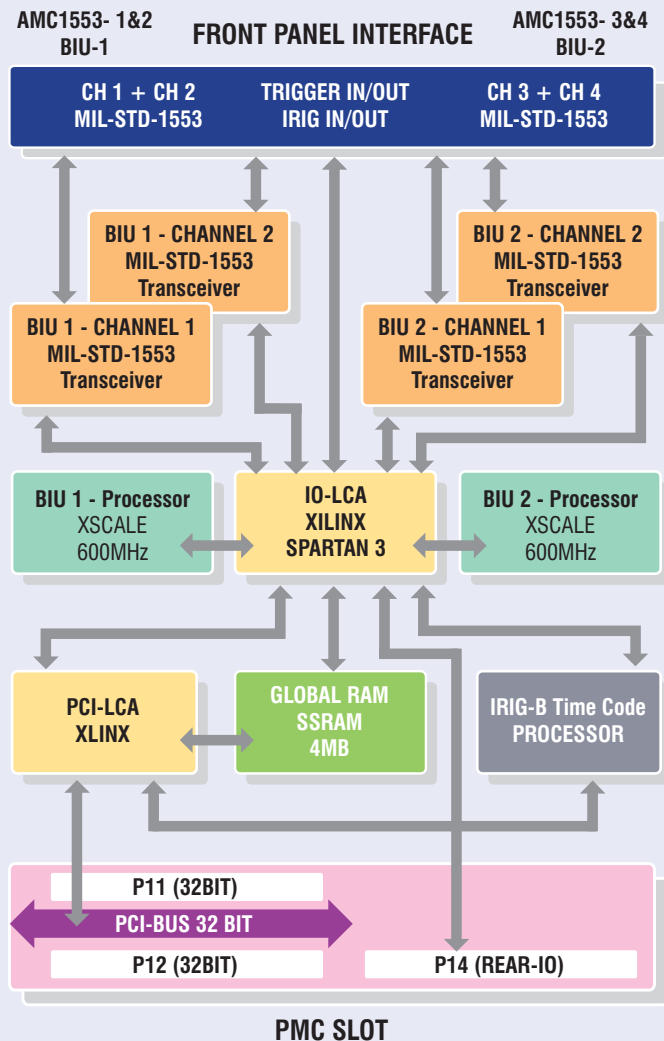 AMC1553- 1&2
BIU-1
FRONT PANEL INTERFACE
AMC1553- 3&4
BIU-2
CH 1 + CH 2
MIL-STD-1553
TRIGGER IN/OUT
IRIG IN/OUT
CH 3 + CH 4
MIL-STD-1553
BIU 1 - CHANNEL 2
MIL-STD-1553
Transceiver
BIU 2 - CHANNEL 2
MIL-STD-1553
Transceiver
BIU 1 - CHANNEL 1
MIL-STD-1553
Transceiver
BIU 2 - CHANNEL 1
MIL-STD-1553
Transceiver
BIU 1 - Processor
XSCALE
600MHz
IO-LCA
XILINX
SPARTAN 3
BIU 2 - Processor
XSCALE
600MHz
PCI-LCA
XLINX
GLOBAL RAM
SSRAM
4MB
IRIG-B Time Code
PROCESSOR
P11 (32BIT)
PCI-BUS 32 BIT
P12 (32BIT)
P14 (REAR-IO)
PMC SLOT